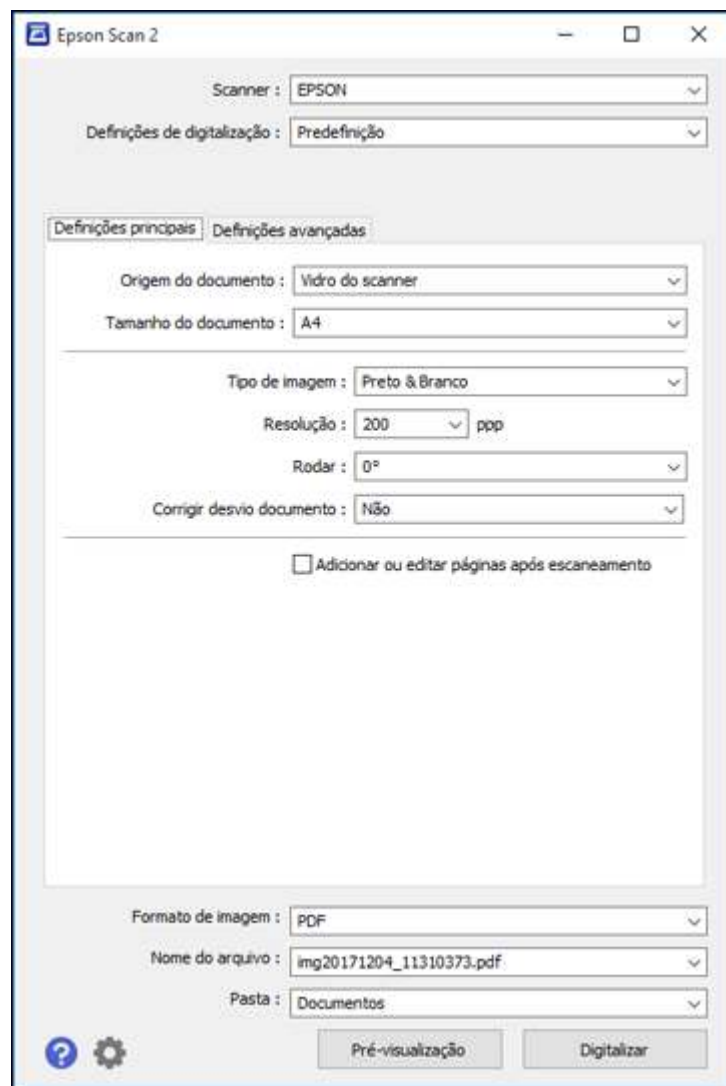 Epson Scan 2
Scanner : EPSON
Definições de digitalização : Predefinição
Definições principais Definições avançadas
Origem do documento : Vidro do scanner
Tamanho do documento : A4
Tipo de imagem : Preto & Branco
Resolução : 200 ppp
Rodar : 0°
Corrigir desvio documento : Não
Adicionar ou editar páginas após escaneamento
Formato de imagem : PDF
Nome do arquivo : img20171204_11310373.pdf
Pasta : Documentos
? Pré-visualização Digitalizar